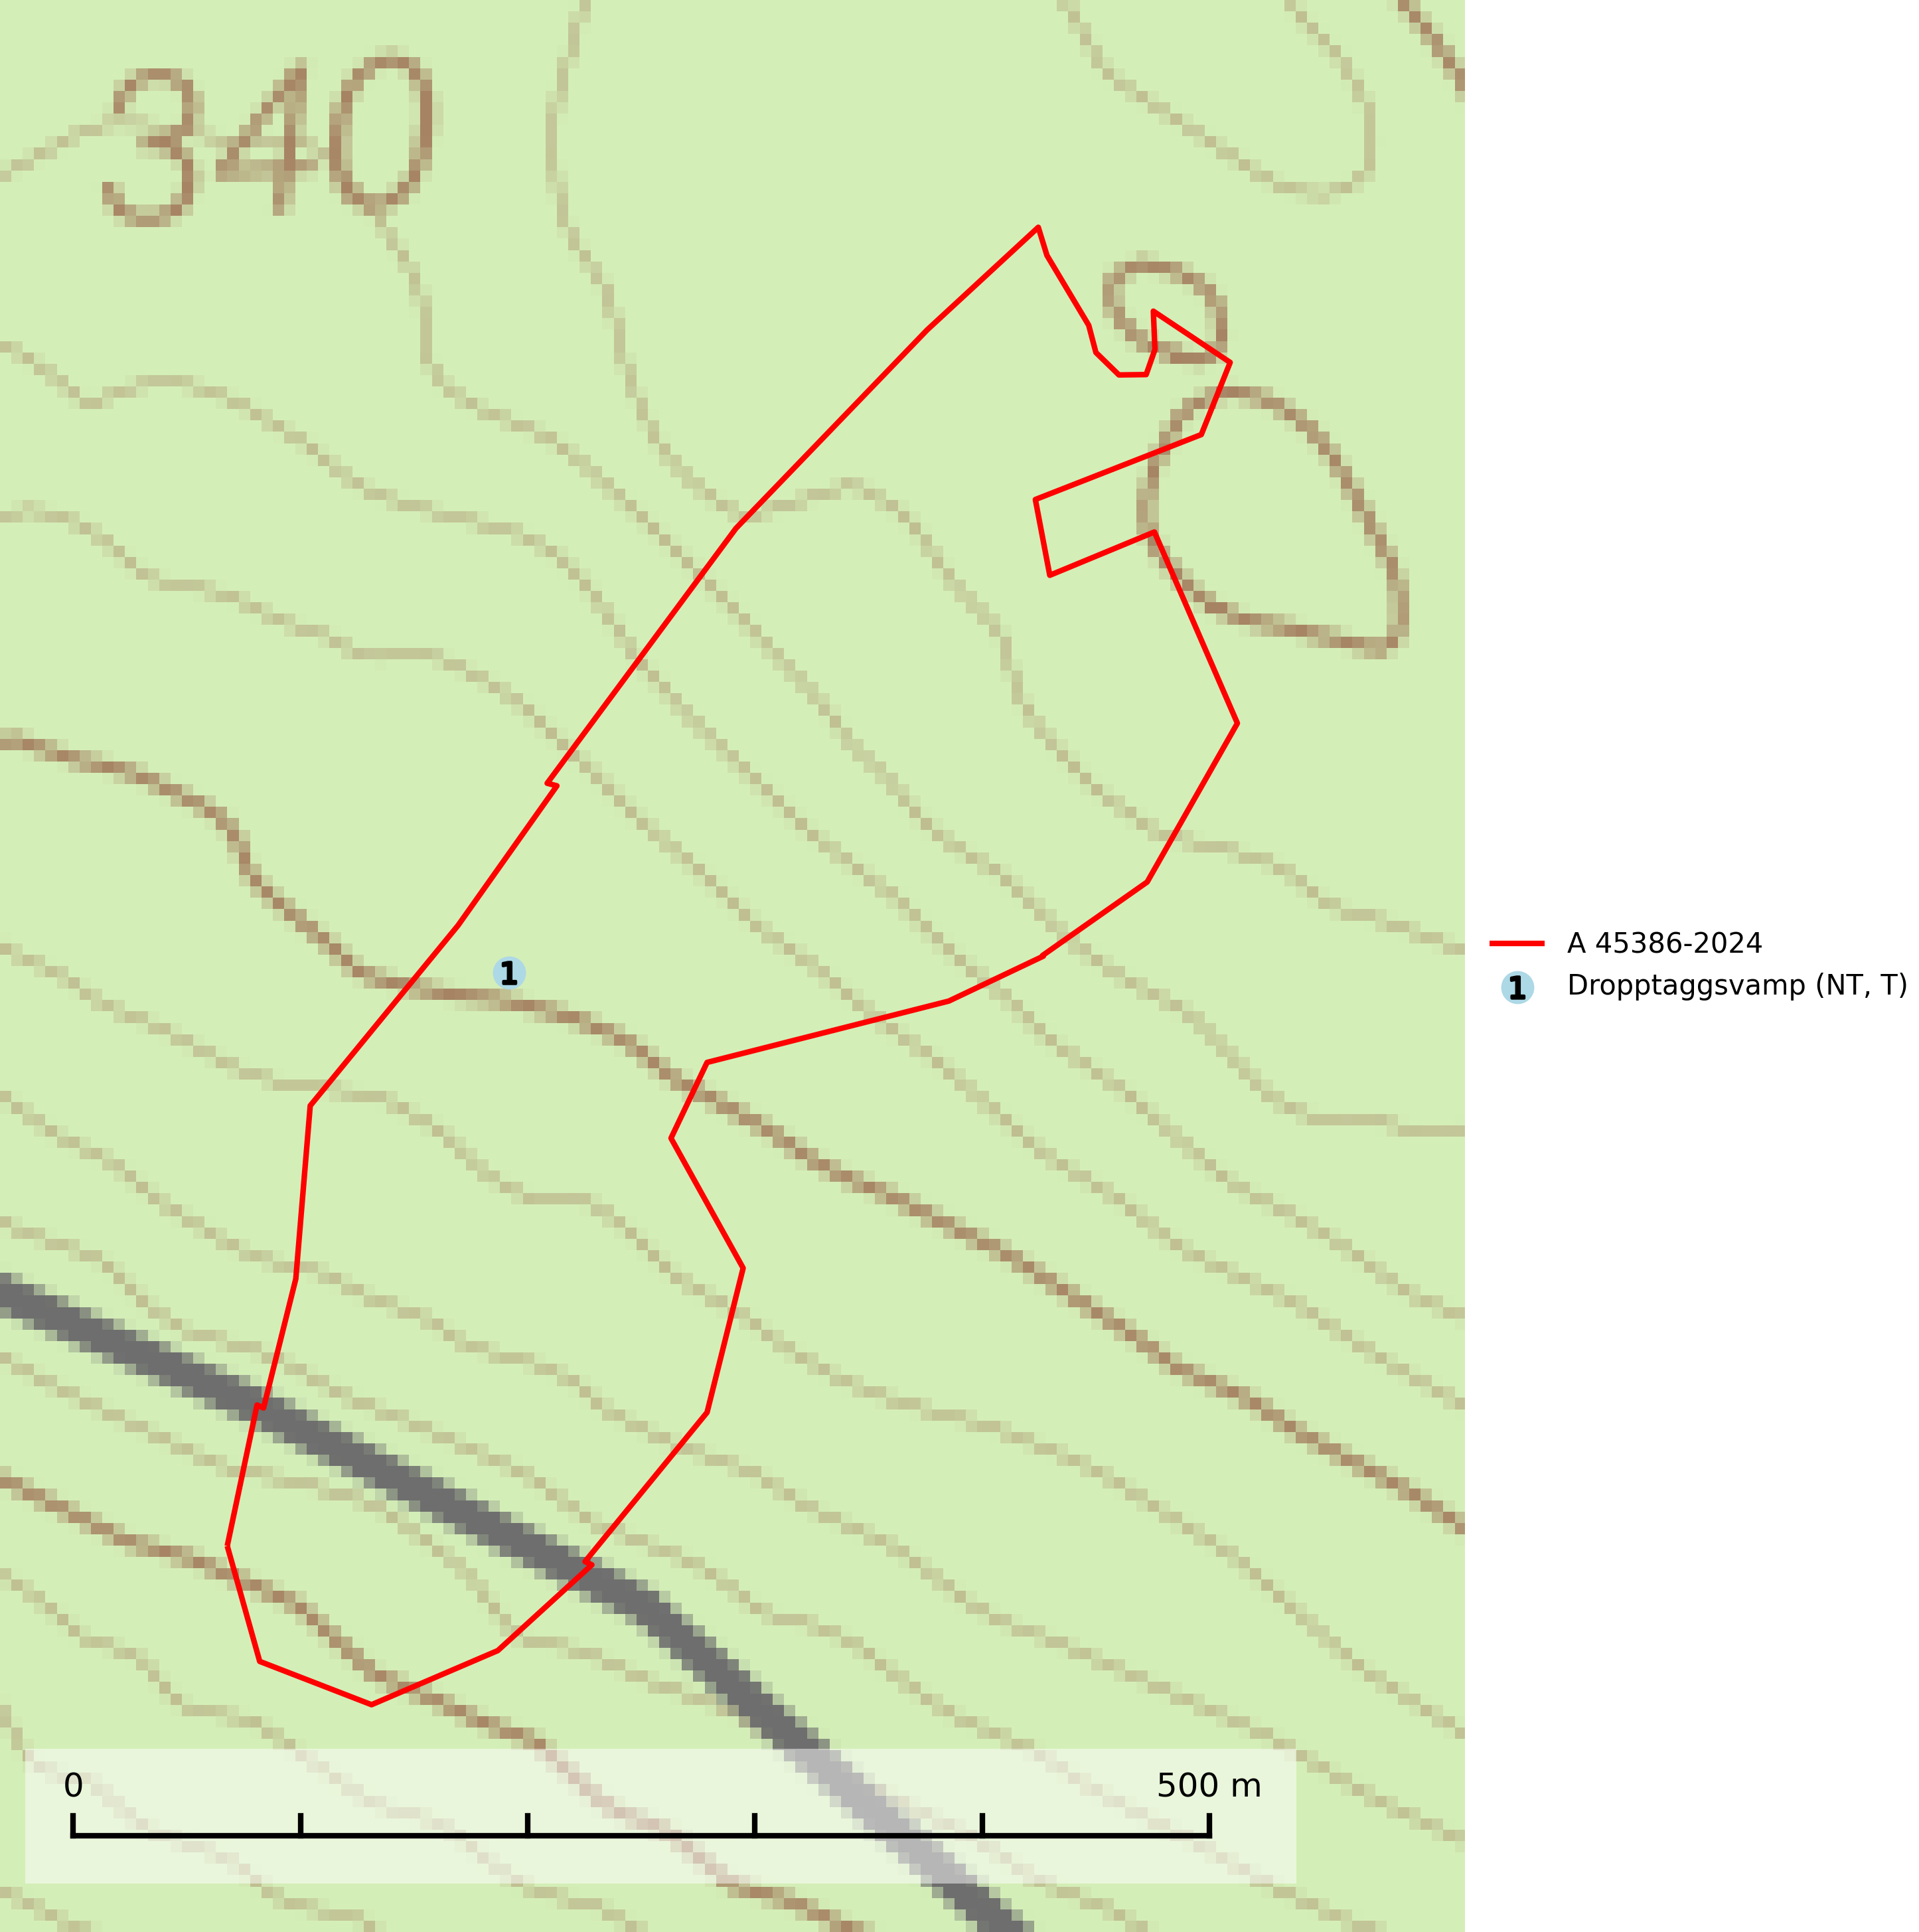 340
1
A 45386-2024
1 Dropptaggsvamp (NT, T)
0 500 m